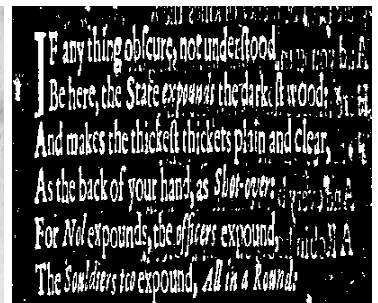 IF any thing obſcure, not underſtood
Be here, the State expounds the darkeſt wood;
And makes the thickeſt thickets plain and clear,
As the back of your hand, as Shot-over:
For Nol expounds, the officers expound,
The Souldiers too expound, All in a Round: